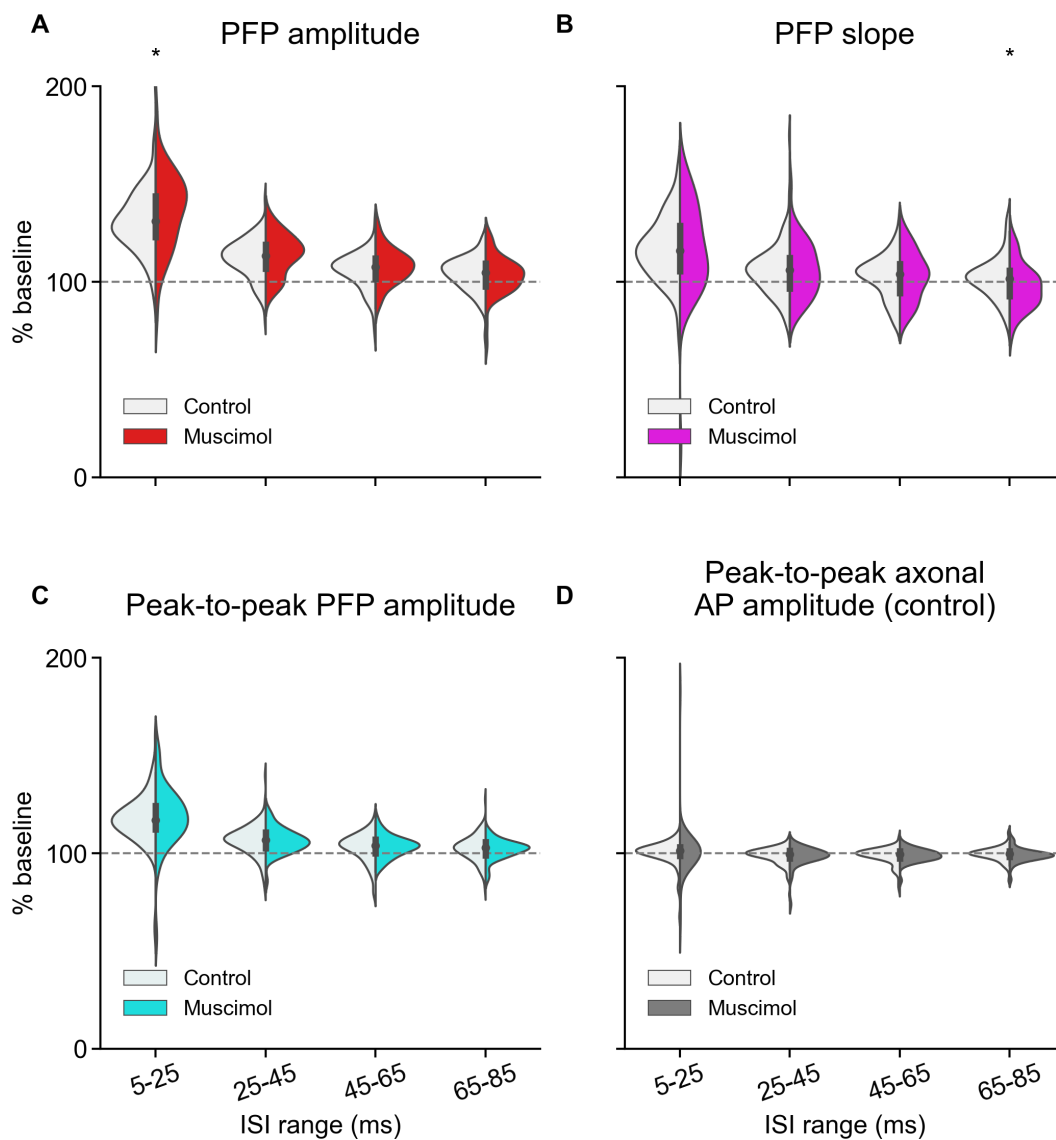 A
PFP amplitude
*
200
100
0
% baseline
Control
Muscimol
B
PFP slope
*
Control
Muscimol
C
Peak-to-peak PFP amplitude
200
100
0
% baseline
Control
Muscimol
5-25
25-45
45-65
65-85
ISI range (ms)
D
Peak-to-peak axonal
AP amplitude (control)
Control
Muscimol
5-25
25-45
45-65
65-85
ISI range (ms)